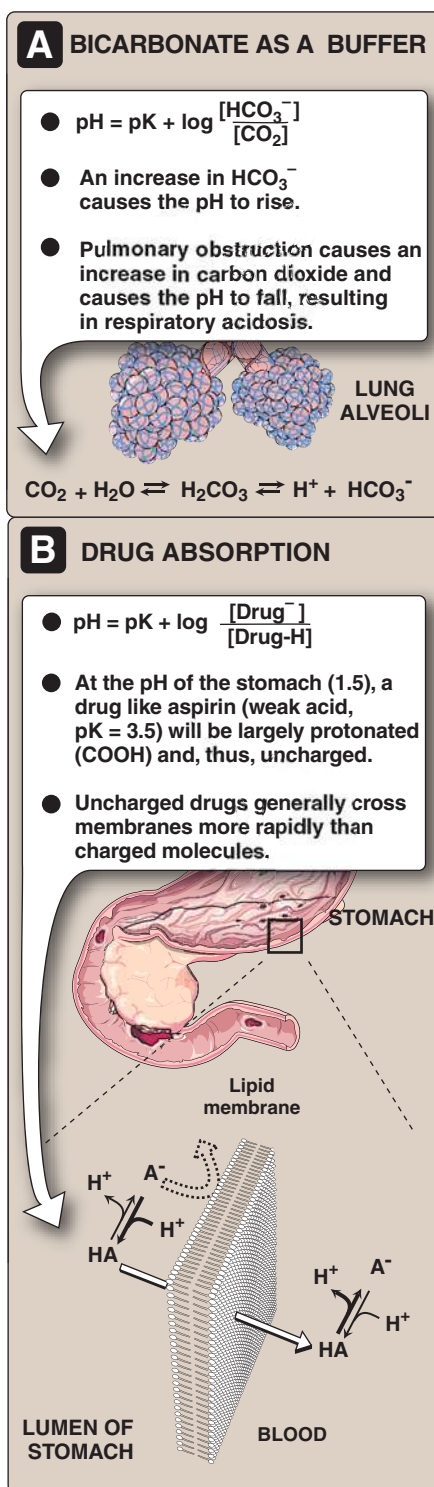 A BICARBONATE AS A BUFFER
● pH = pK + log [HCO₃⁻] / [CO₂]
● An increase in HCO₃⁻
causes the pH to rise.
● Pulmonary obstruction causes an
increase in carbon dioxide and
causes the pH to fall, resulting
in respiratory acidosis.
LUNG
ALVEOLI
CO₂ + H₂O ⇌ H₂CO₃ ⇌ H⁺ + HCO₃⁻
B DRUG ABSORPTION
● pH = pK + log [Drug⁻] / [Drug-H]
● At the pH of the stomach (1.5), a
drug like aspirin (weak acid,
pK = 3.5) will be largely protonated
(COOH) and, thus, uncharged.
● Uncharged drugs generally cross
membranes more rapidly than
charged molecules.
STOMACH
Lipid
membrane
H⁺
A⁻
H⁺
HA
H⁺
A⁻
H⁺
HA
LUMEN OF
STOMACH
BLOOD